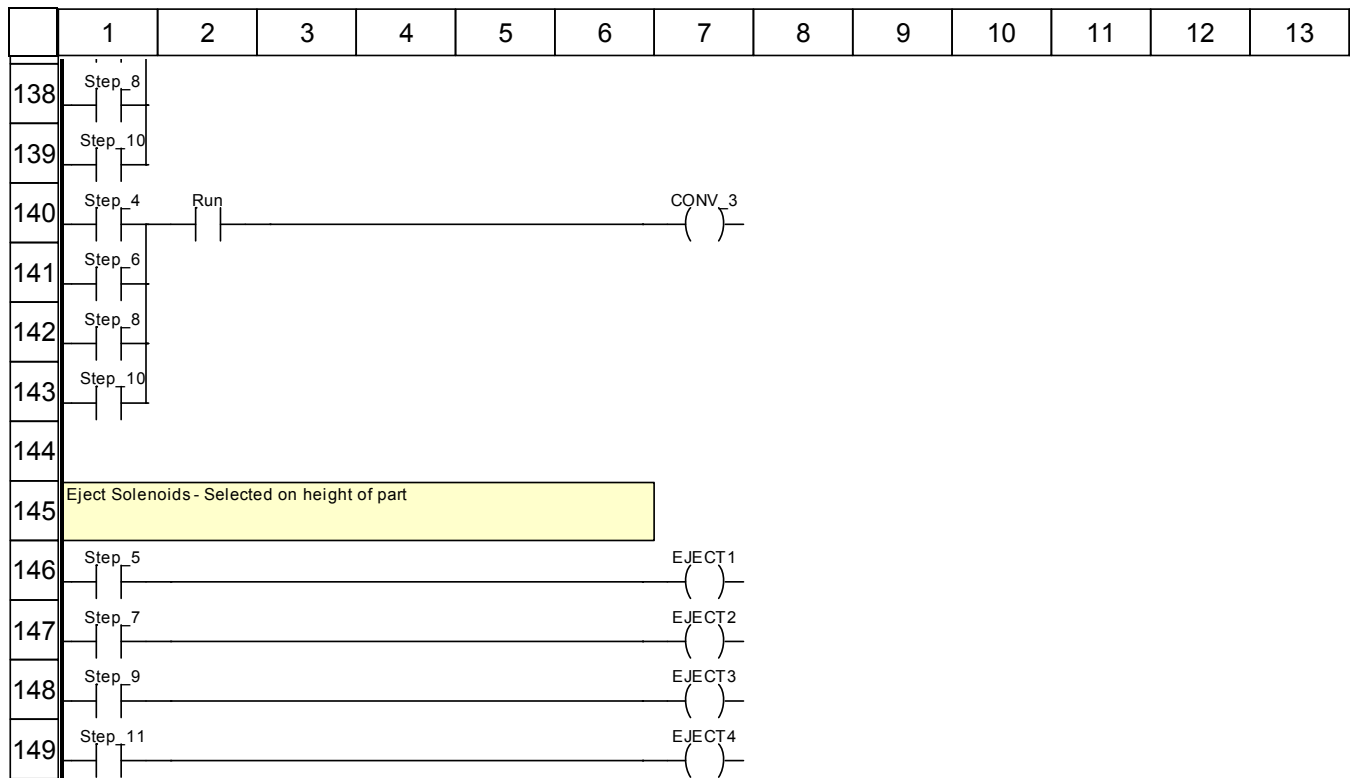 1 2 3 4 5 6 7 8 9 10 11 12 13
138 Step_8
139 Step_10
140 Step_4 Run CONV_3
141 Step_6
142 Step_8
143 Step_10
144
145 Eject Solenoids - Selected on height of part
146 Step_5 EJECT1
147 Step_7 EJECT2
148 Step_9 EJECT3
149 Step_11 EJECT4